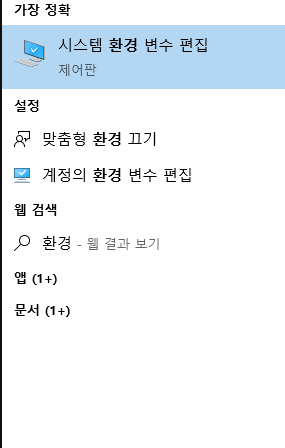 가장 정확
시스템 환경 변수 편집
제어판
설정
맞춤형 환경 끄기
계정의 환경 변수 편집
웹 검색
환경 - 웹 결과 보기
앱 (1+)
문서 (1+)